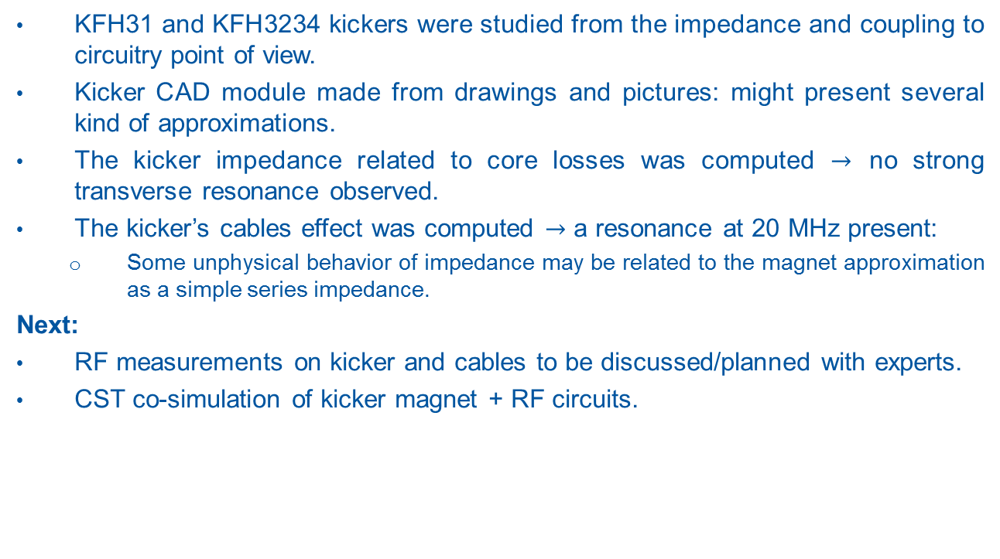 • KFH31 and KFH3234 kickers were studied from the impedance and coupling to
circuitry point of view.
• Kicker CAD module made from drawings and pictures: might present several
kind of approximations.
• The kicker impedance related to core losses was computed → no strong
transverse resonance observed.
• The kicker’s cables effect was computed → a resonance at 20 MHz present:
o Some unphysical behavior of impedance may be related to the magnet approximation
as a simple series impedance.
Next:
• RF measurements on kicker and cables to be discussed/planned with experts.
• CST co-simulation of kicker magnet + RF circuits.